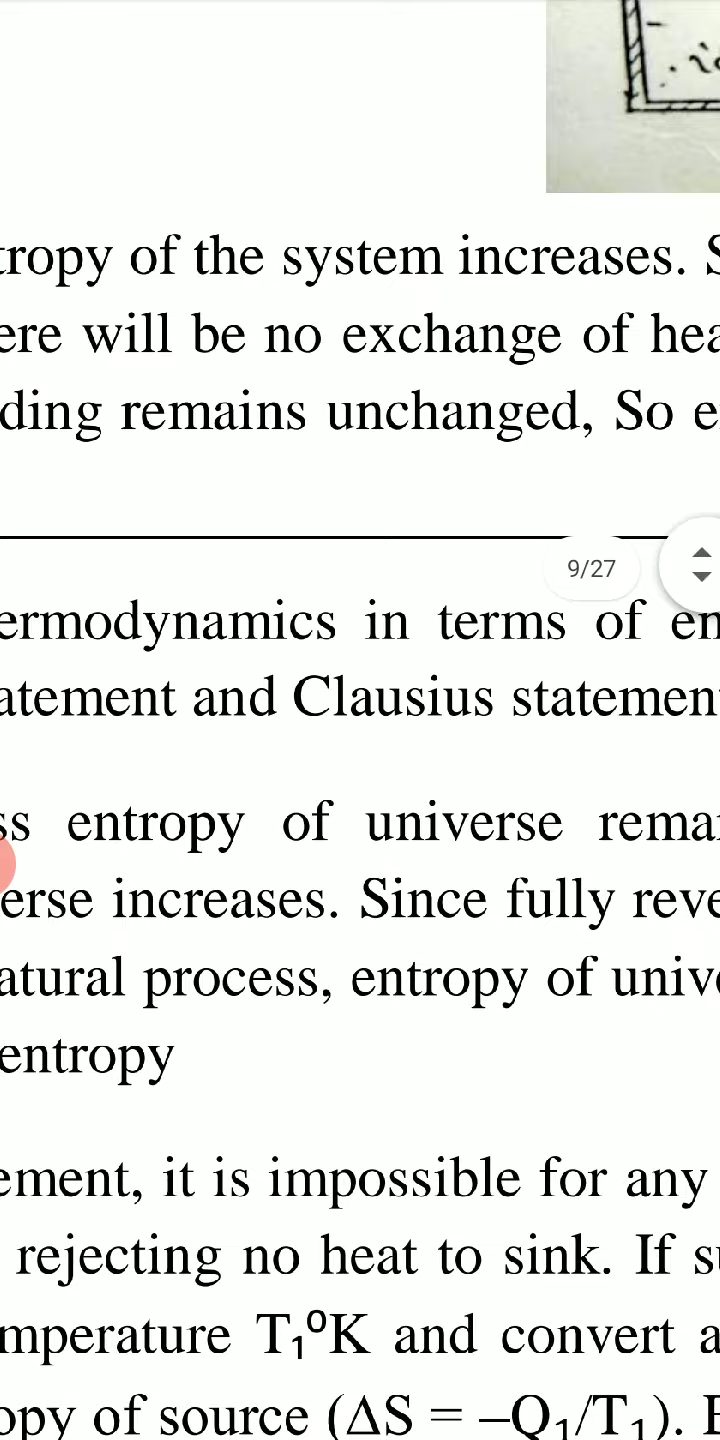 tropy of the system increases. S
ere will be no exchange of hea
ding remains unchanged, So e
9/27
ermodynamics in terms of en
atement and Clausius statemen
ss entropy of universe remai
erse increases. Since fully reve
atural process, entropy of unive
entropy
ement, it is impossible for any
rejecting no heat to sink. If su
mperature T₁⁰K and convert a
opy of source (ΔS = –Q₁/T₁). E